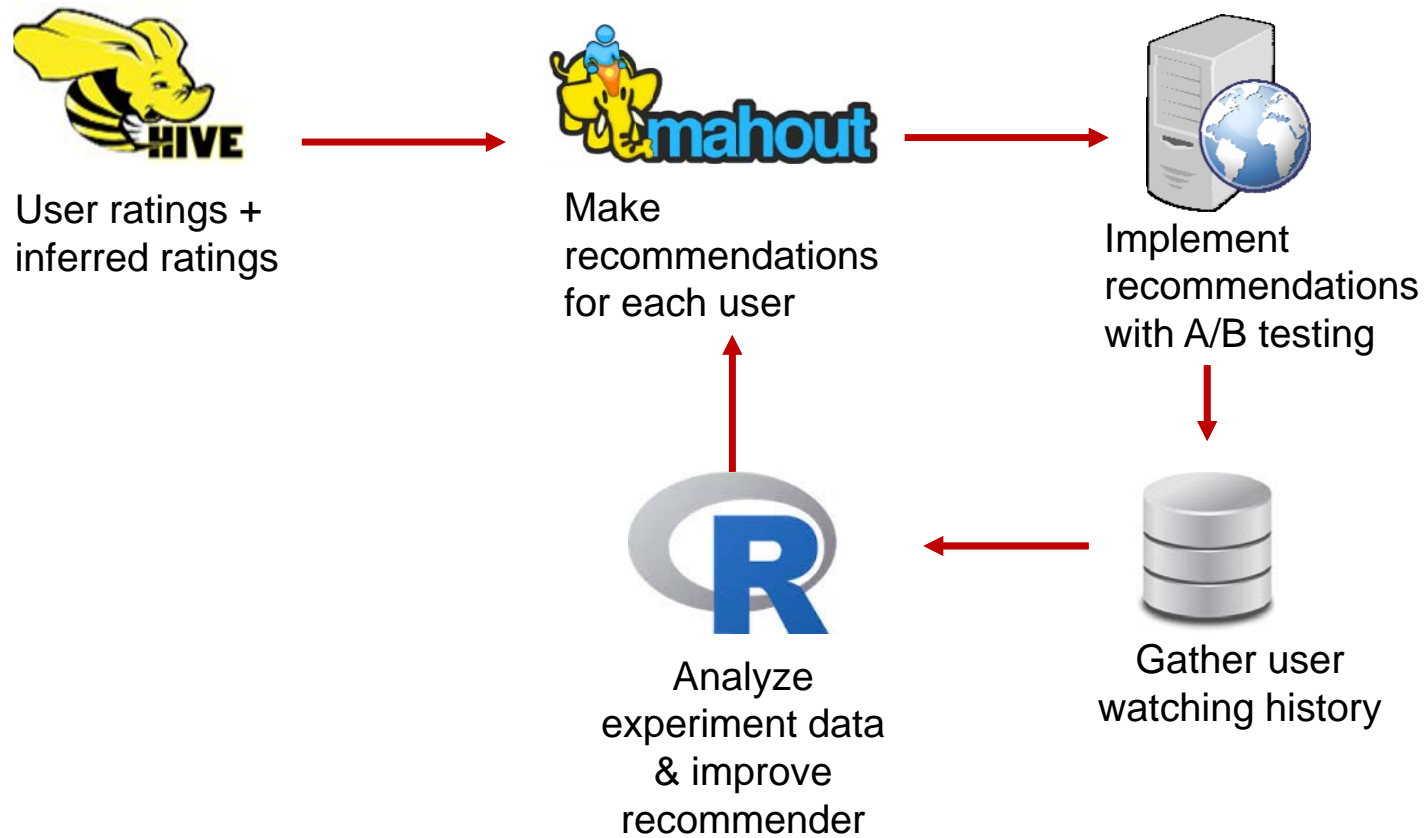 HIVE
User ratings +
inferred ratings
mahout
Make
recommendations
for each user
Implement
recommendations
with A/B testing
R
Analyze
experiment data
& improve
recommender
Gather user
watching history